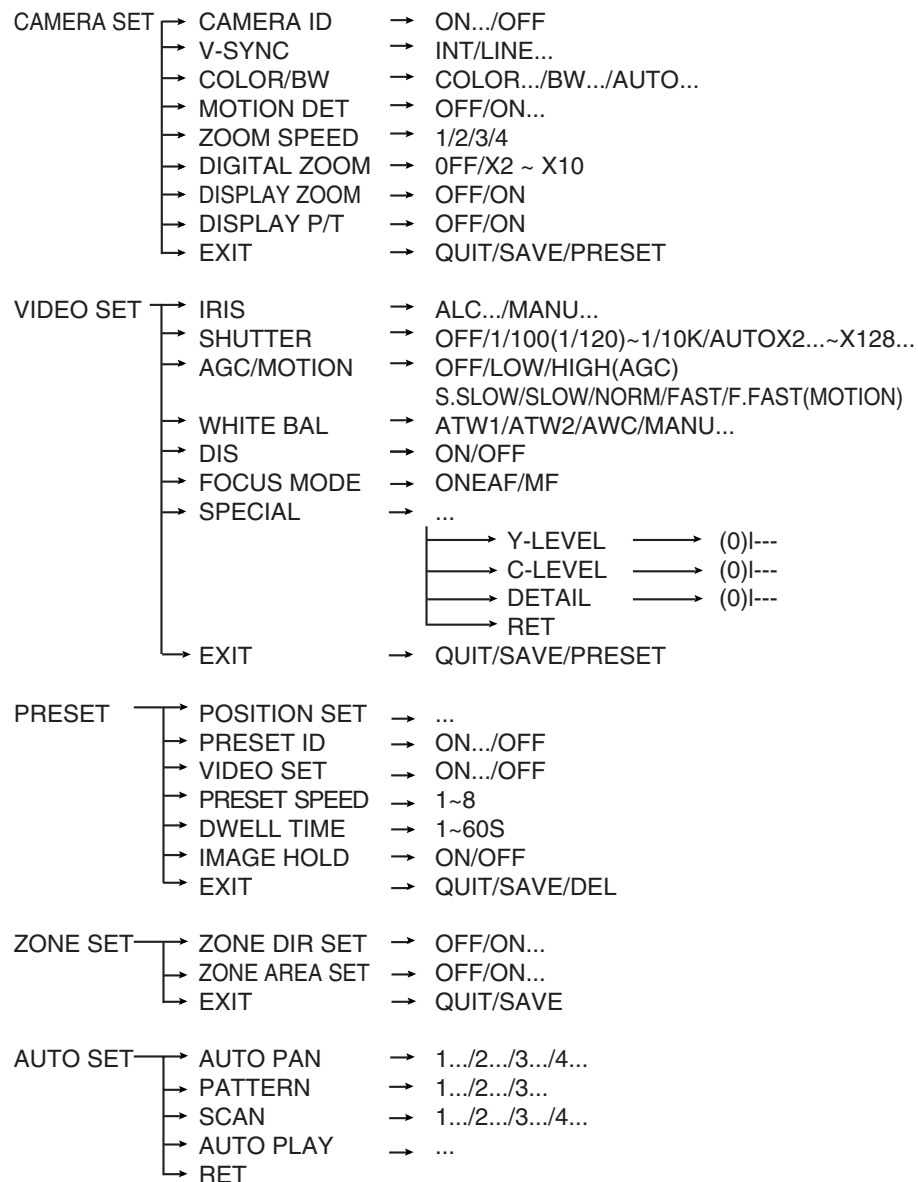 CAMERA SET CAMERA ID ON.../OFF
V-SYNC INT/LINE...
COLOR/BW COLOR.../BW.../AUTO...
MOTION DET OFF/ON...
ZOOM SPEED 1/2/3/4
DIGITAL ZOOM 0FF/X2 ~ X10
DISPLAY ZOOM OFF/ON
DISPLAY P/T OFF/ON
EXIT QUIT/SAVE/PRESET
VIDEO SET IRIS ALC.../MANU...
SHUTTER OFF/1/100(1/120)~1/10K/AUTOX2...~X128...
AGC/MOTION OFF/LOW/HIGH(AGC)
S.SLOW/SLOW/NORM/FAST/F.FAST(MOTION)
WHITE BAL ATW1/ATW2/AWC/MANU...
DIS ON/OFF
FOCUS MODE ONEAF/MF
SPECIAL ...
Y-LEVEL (0)I---
C-LEVEL (0)I---
DETAIL (0)I---
RET
EXIT QUIT/SAVE/PRESET
PRESET POSITION SET ...
PRESET ID ON.../OFF
VIDEO SET ON.../OFF
PRESET SPEED 1~8
DWELL TIME 1~60S
IMAGE HOLD ON/OFF
EXIT QUIT/SAVE/DEL
ZONE SET ZONE DIR SET OFF/ON...
ZONE AREA SET OFF/ON...
EXIT QUIT/SAVE
AUTO SET AUTO PAN 1.../2.../3.../4...
PATTERN 1.../2.../3...
SCAN 1.../2.../3.../4...
AUTO PLAY ...
RET